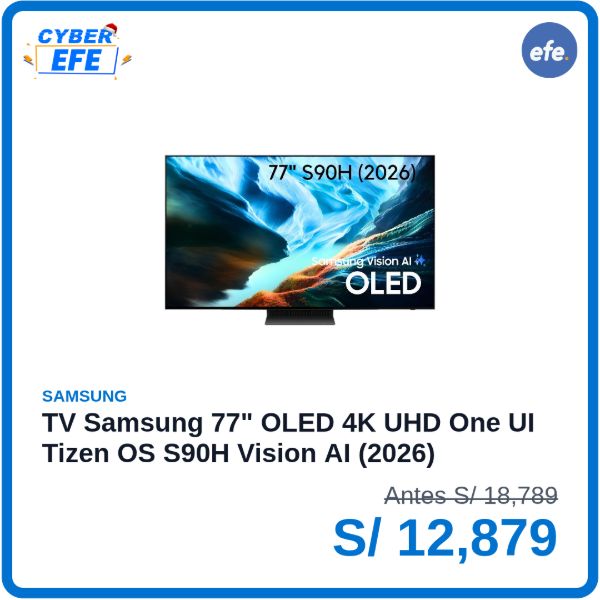 CYBER
EFE
efe.
77" S90H (2026)
Samsung Vision AI
OLED
SAMSUNG
TV Samsung 77" OLED 4K UHD One UI
Tizen OS S90H Vision AI (2026)
Antes S/ 18,789
S/ 12,879